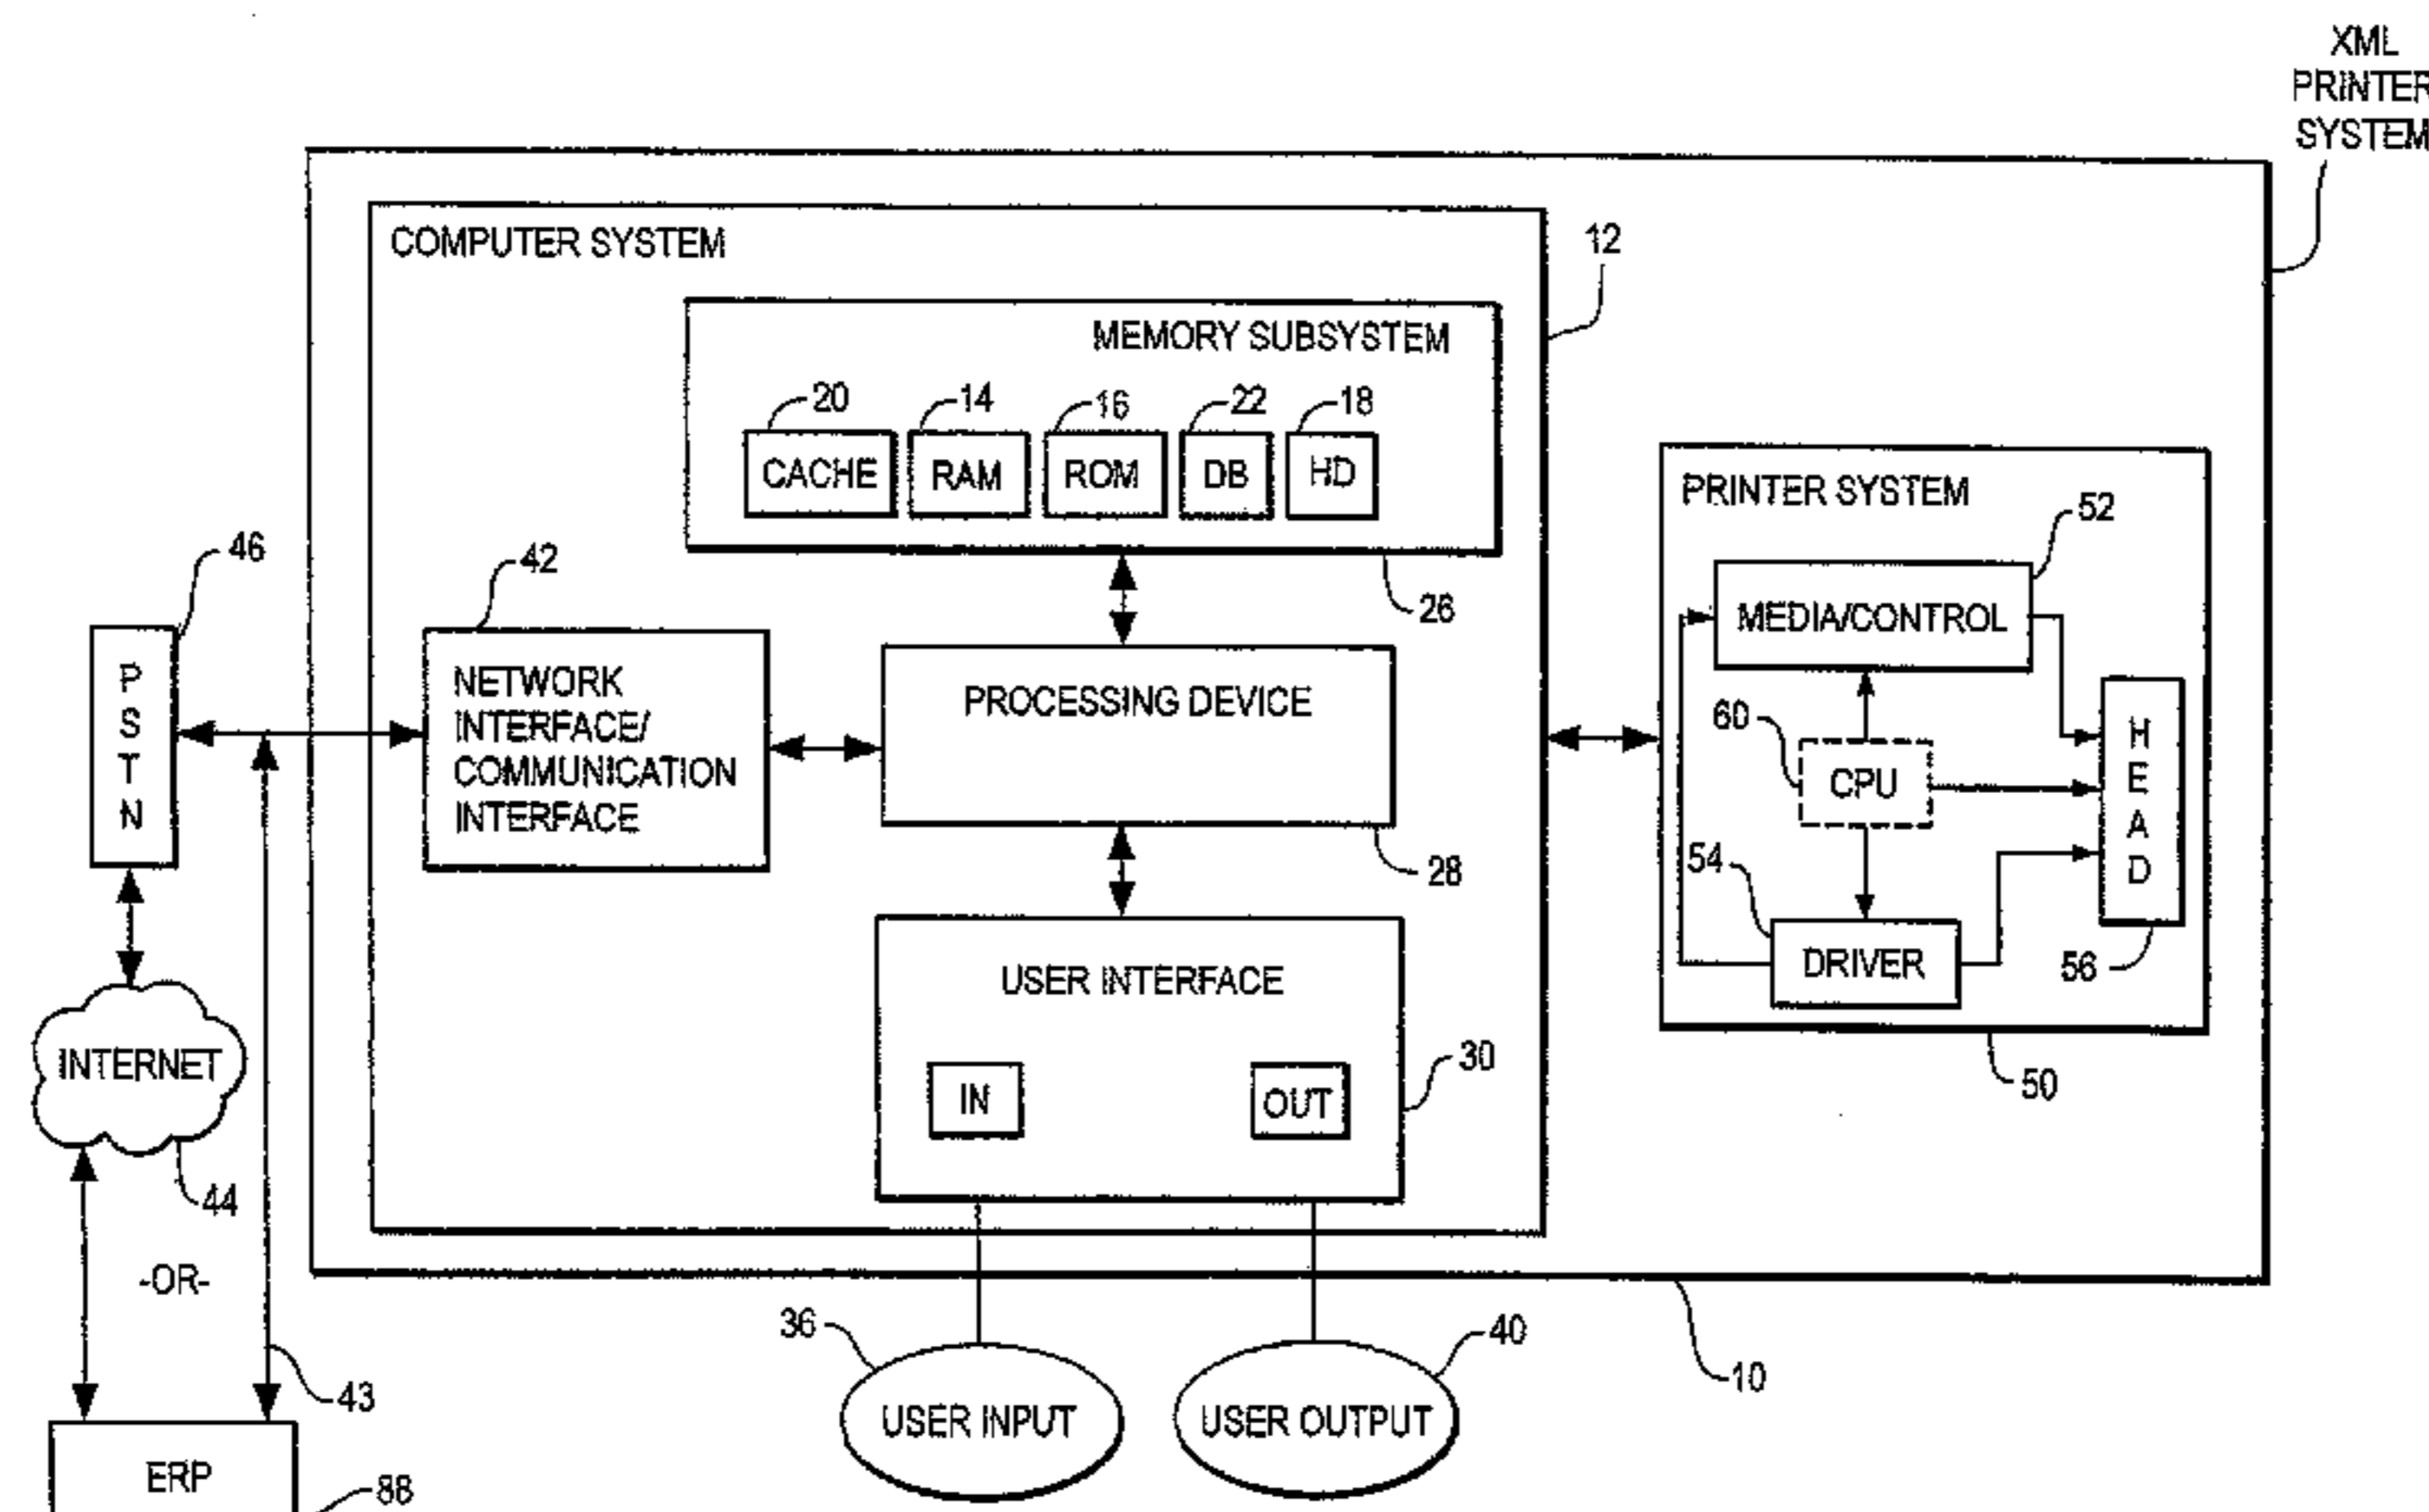 XML
PRINTER
SYSTEM
COMPUTER SYSTEM
12
MEMORY SUBSYSTEM
20
14
16
22
18
CACHE
RAM
ROM
DB
HD
26
PRINTER SYSTEM
52
MEDIA/CONTROL
46
42
PSTN
NETWORK
INTERFACE/
COMMUNICATION
INTERFACE
PROCESSING DEVICE
28
60
CPU
HEAD
54
DRIVER
56
50
USER INTERFACE
IN
OUT
30
INTERNET
44
-OR-
43
36
USER INPUT
40
USER OUTPUT
10
ERP
88